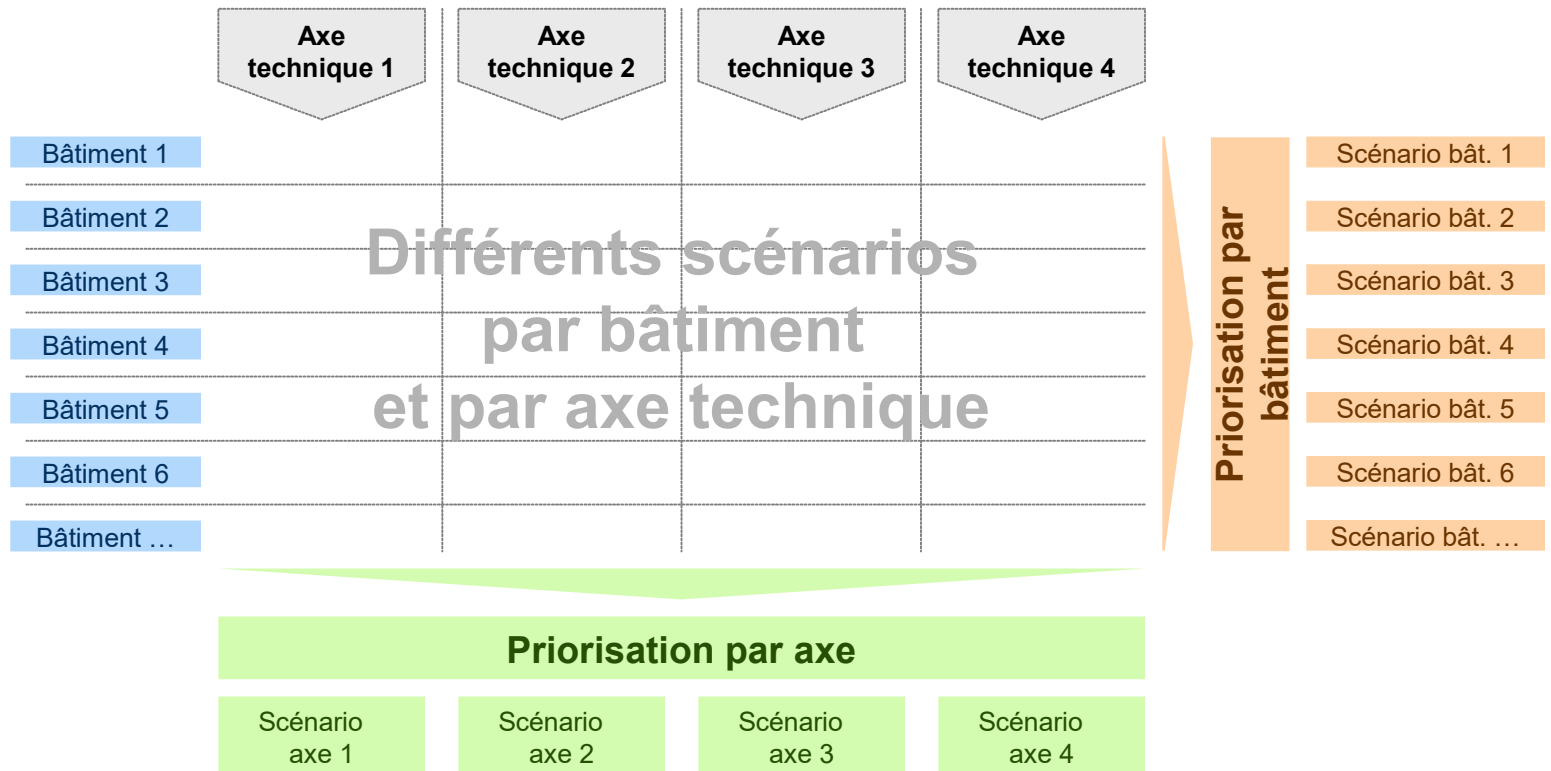 Axe
technique 1
Axe
technique 2
Axe
technique 3
Axe
technique 4
Bâtiment 1
Bâtiment 2
Bâtiment 3
Bâtiment 4
Bâtiment 5
Bâtiment 6
Bâtiment …
Différents scénarios
par bâtiment
et par axe technique
Priorisation par
bâtiment
Scénario bât. 1
Scénario bât. 2
Scénario bât. 3
Scénario bât. 4
Scénario bât. 5
Scénario bât. 6
Scénario bât. …
Priorisation par axe
Scénario
axe 1
Scénario
axe 2
Scénario
axe 3
Scénario
axe 4